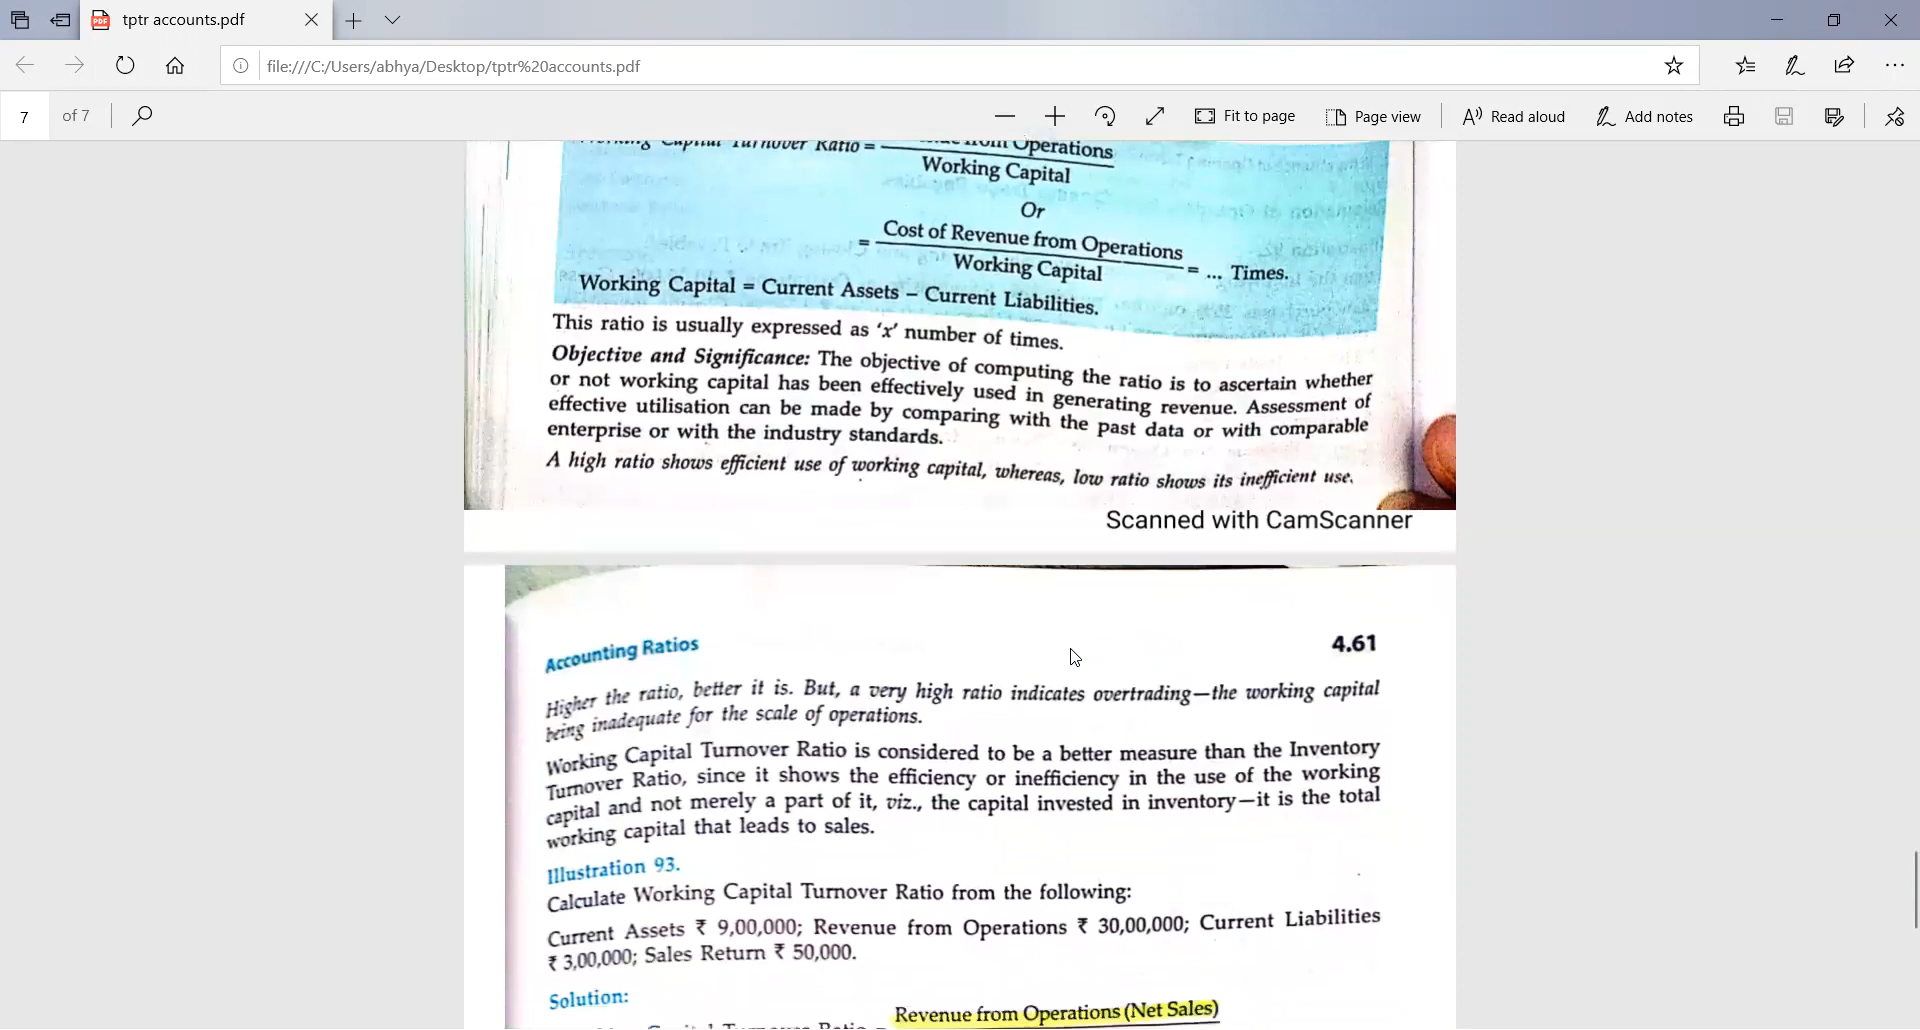 tptr accounts.pdf
file:///C:/Users/abhya/Desktop/tptr%20accounts.pdf
7 of 7 Fit to page Page view Read aloud Add notes
Capital Turnover Ratio = from Operations
Working Capital
Or
= Cost of Revenue from Operations
Working Capital = ... Times.
Working Capital = Current Assets – Current Liabilities.
This ratio is usually expressed as ‘x’ number of times.
Objective and Significance: The objective of computing the ratio is to ascertain whether
or not working capital has been effectively used in generating revenue. Assessment of
effective utilisation can be made by comparing with the past data or with comparable
enterprise or with the industry standards.
A high ratio shows efficient use of working capital, whereas, low ratio shows its inefficient use.
Scanned with CamScanner
Accounting Ratios 4.61
Higher the ratio, better it is. But, a very high ratio indicates overtrading—the working capital
being inadequate for the scale of operations.
Working Capital Turnover Ratio is considered to be a better measure than the Inventory
Turnover Ratio, since it shows the efficiency or inefficiency in the use of the working
capital and not merely a part of it, viz., the capital invested in inventory—it is the total
working capital that leads to sales.
Illustration 93.
Calculate Working Capital Turnover Ratio from the following:
Current Assets ₹ 9,00,000; Revenue from Operations ₹ 30,00,000; Current Liabilities
₹ 3,00,000; Sales Return ₹ 50,000.
Solution:
Revenue from Operations (Net Sales)